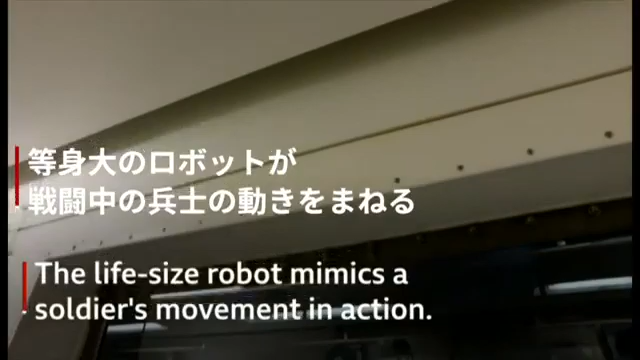 等身大のロボットが
戦闘中の兵士の動きをまねる
The life-size robot mimics a
soldier's movement in action.